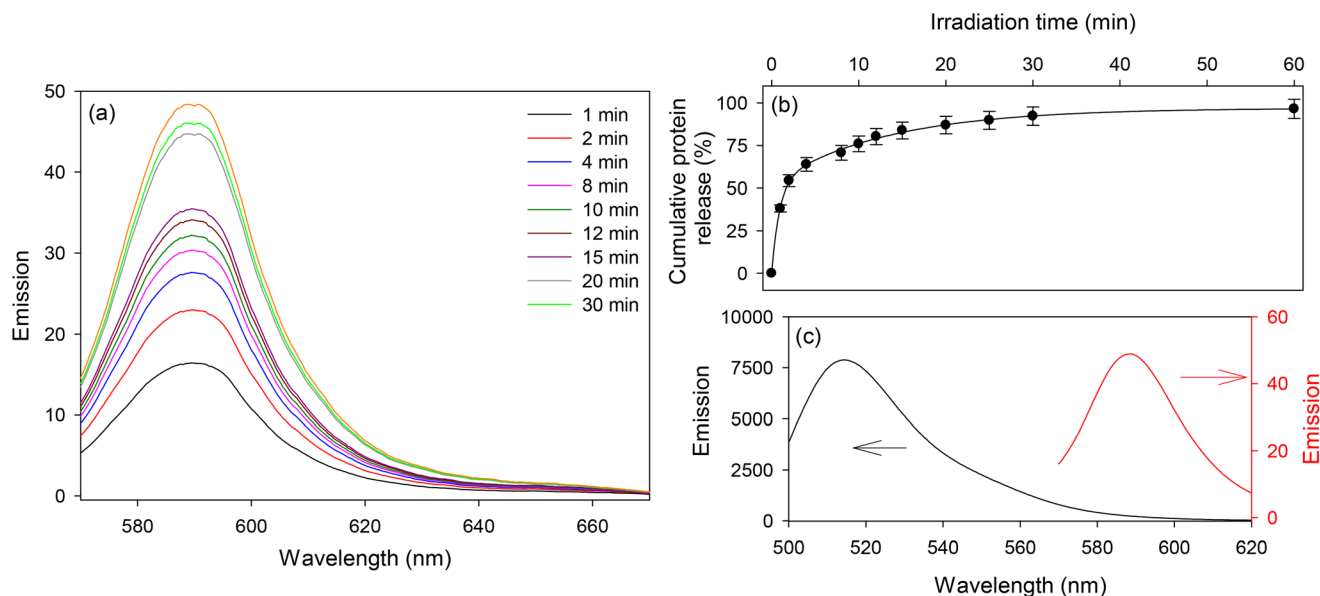 (a)
50
40
30
20
10
0
Emission
580 600 620 640 660
Wavelength (nm)
1 min
2 min
4 min
8 min
10 min
12 min
15 min
20 min
30 min
Irradiation time (min)
0 10 20 30 40 50 60
(b)
100
75
50
25
0
Cumulative protein
release (%)
(c)
10000
7500
5000
2500
0
Emission
60
40
20
0
Emission
500 520 540 560 580 600 620
Wavelength (nm)